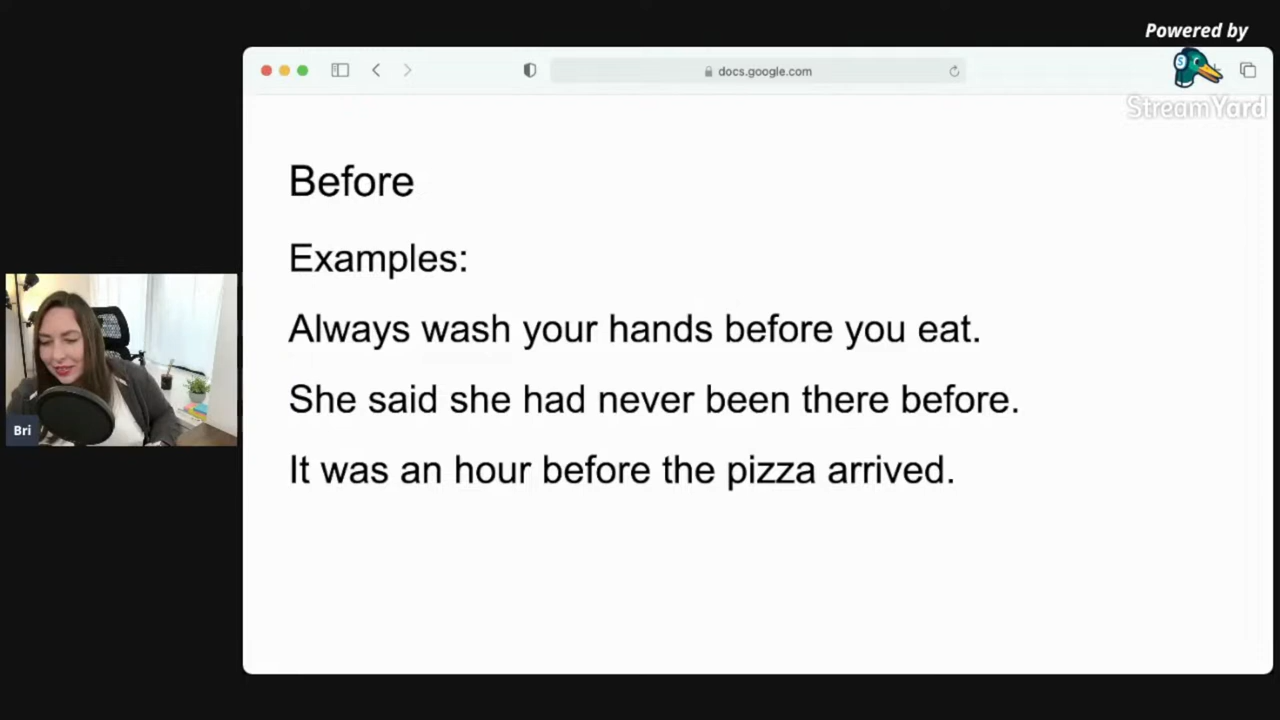 Powered by
docs.google.com
StreamYard
Before
Examples:
Always wash your hands before you eat.
She said she had never been there before.
It was an hour before the pizza arrived.
Bri